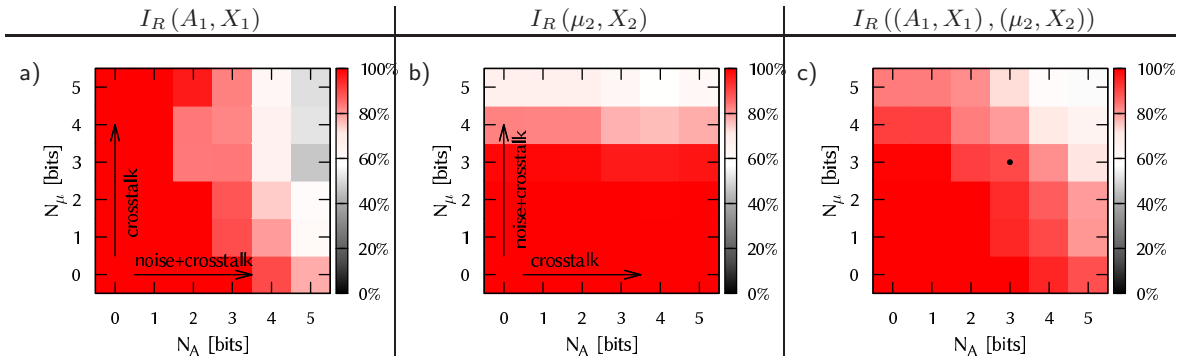 I_R (A_1, X_1) I_R (μ_2, X_2) I_R ((A_1, X_1) , (μ_2, X_2))
a)
N_μ [bits]
5
4
3
2
1
0
crosstalk
noise+crosstalk
0 1 2 3 4 5
N_A [bits]
100%
80%
60%
40%
20%
0%
b)
5
4
3
2
1
0
noise+crosstalk
crosstalk
N_μ [bits]
0 1 2 3 4 5
N_A [bits]
100%
80%
60%
40%
20%
0%
c)
5
4
3
2
1
0
N_μ [bits]
0 1 2 3 4 5
N_A [bits]
100%
80%
60%
40%
20%
0%